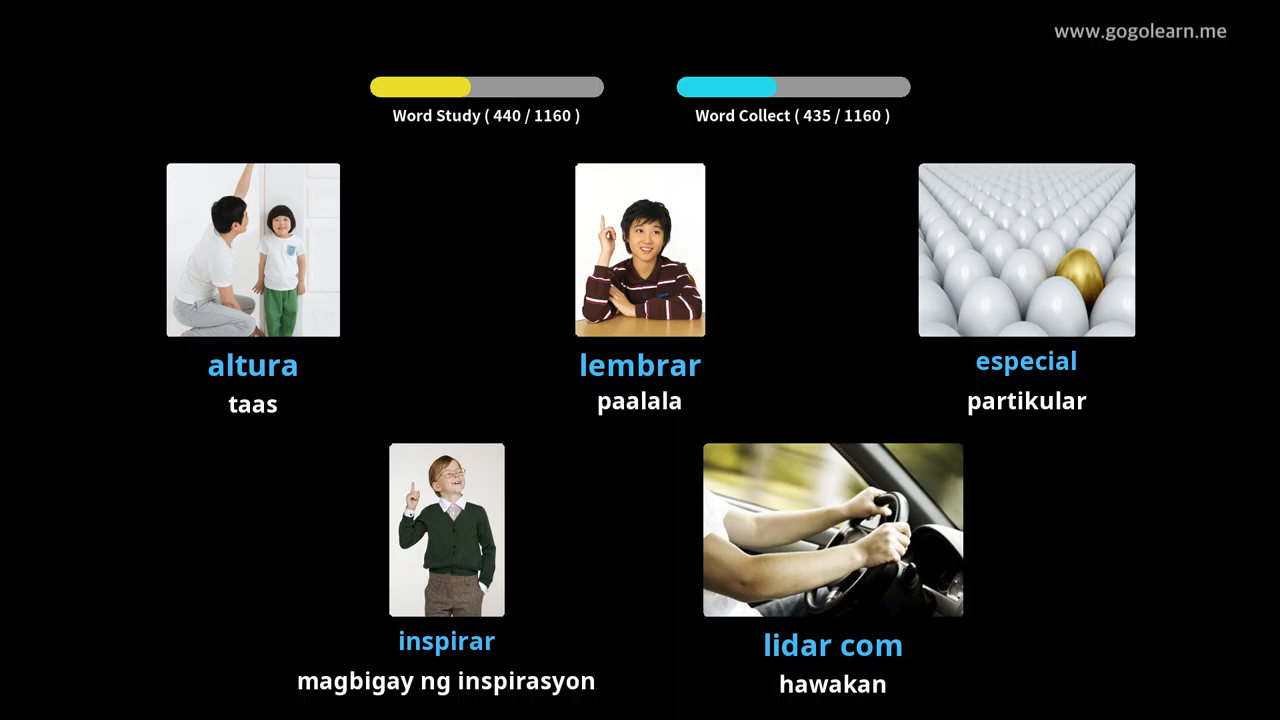 www.gogolearn.me
Word Study ( 440 / 1160 )
Word Collect ( 435 / 1160 )
altura
taas
lembrar
paalala
especial
partikular
inspirar
magbigay ng inspirasyon
lidar com
hawakan